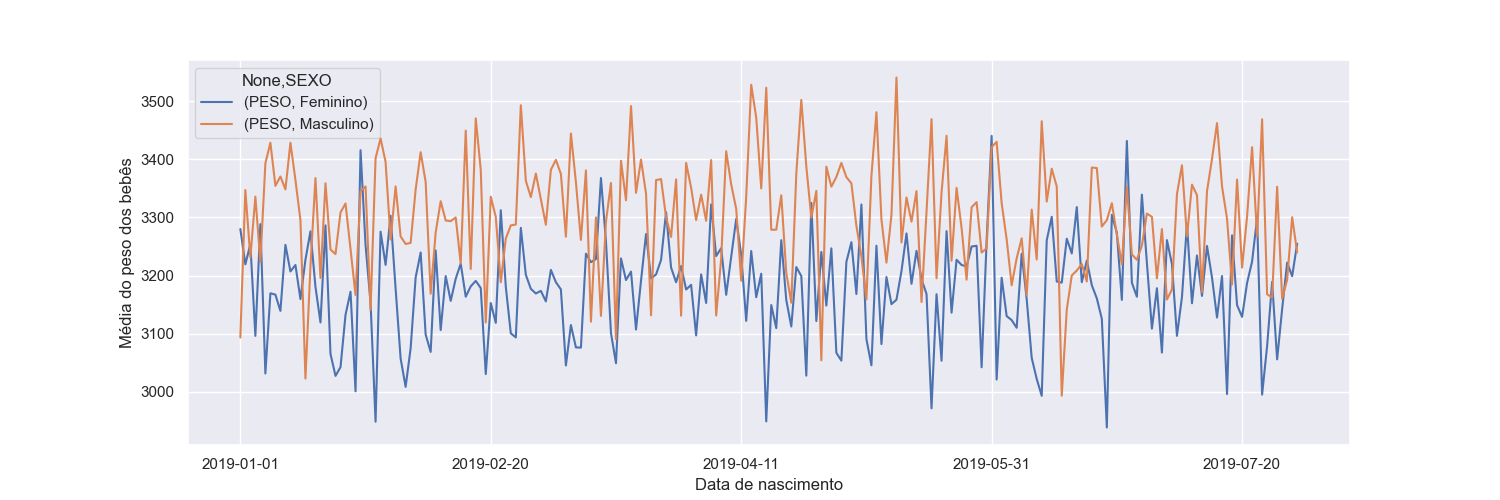 None,SEXO
(PESO, Feminino)
(PESO, Masculino)
Média do peso dos bebês
3500
3400
3300
3200
3100
3000
2019-01-01
2019-02-20
2019-04-11
2019-05-31
2019-07-20
Data de nascimento